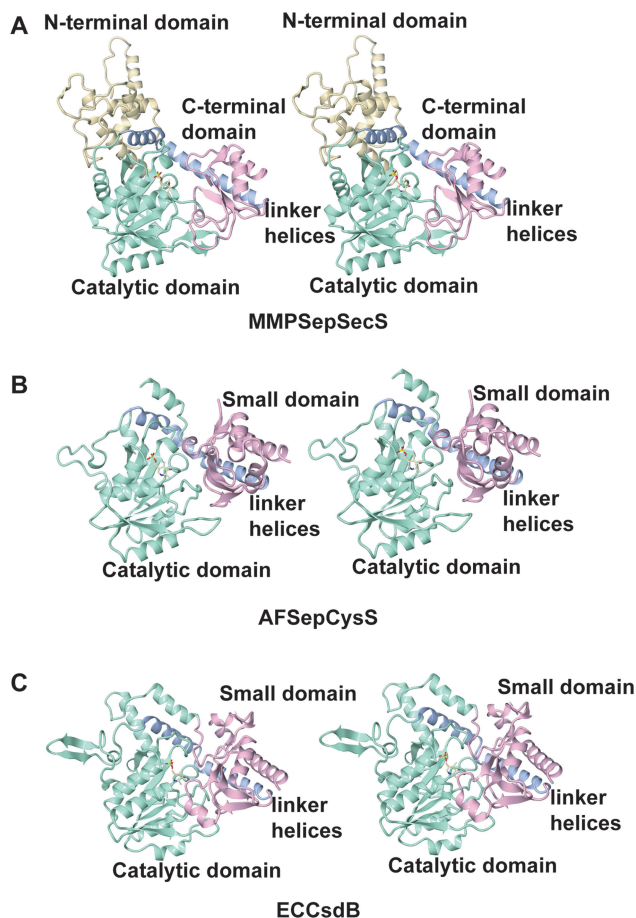 A
N-terminal domain
N-terminal domain
C-terminal
domain
C-terminal
domain
linker
helices
linker
helices
Catalytic domain
Catalytic domain
MMPSepSecS
B
Small domain
Small domain
linker
helices
linker
helices
Catalytic domain
Catalytic domain
AFSepCysS
C
Small domain
Small domain
linker
helices
linker
helices
Catalytic domain
Catalytic domain
ECCsdB